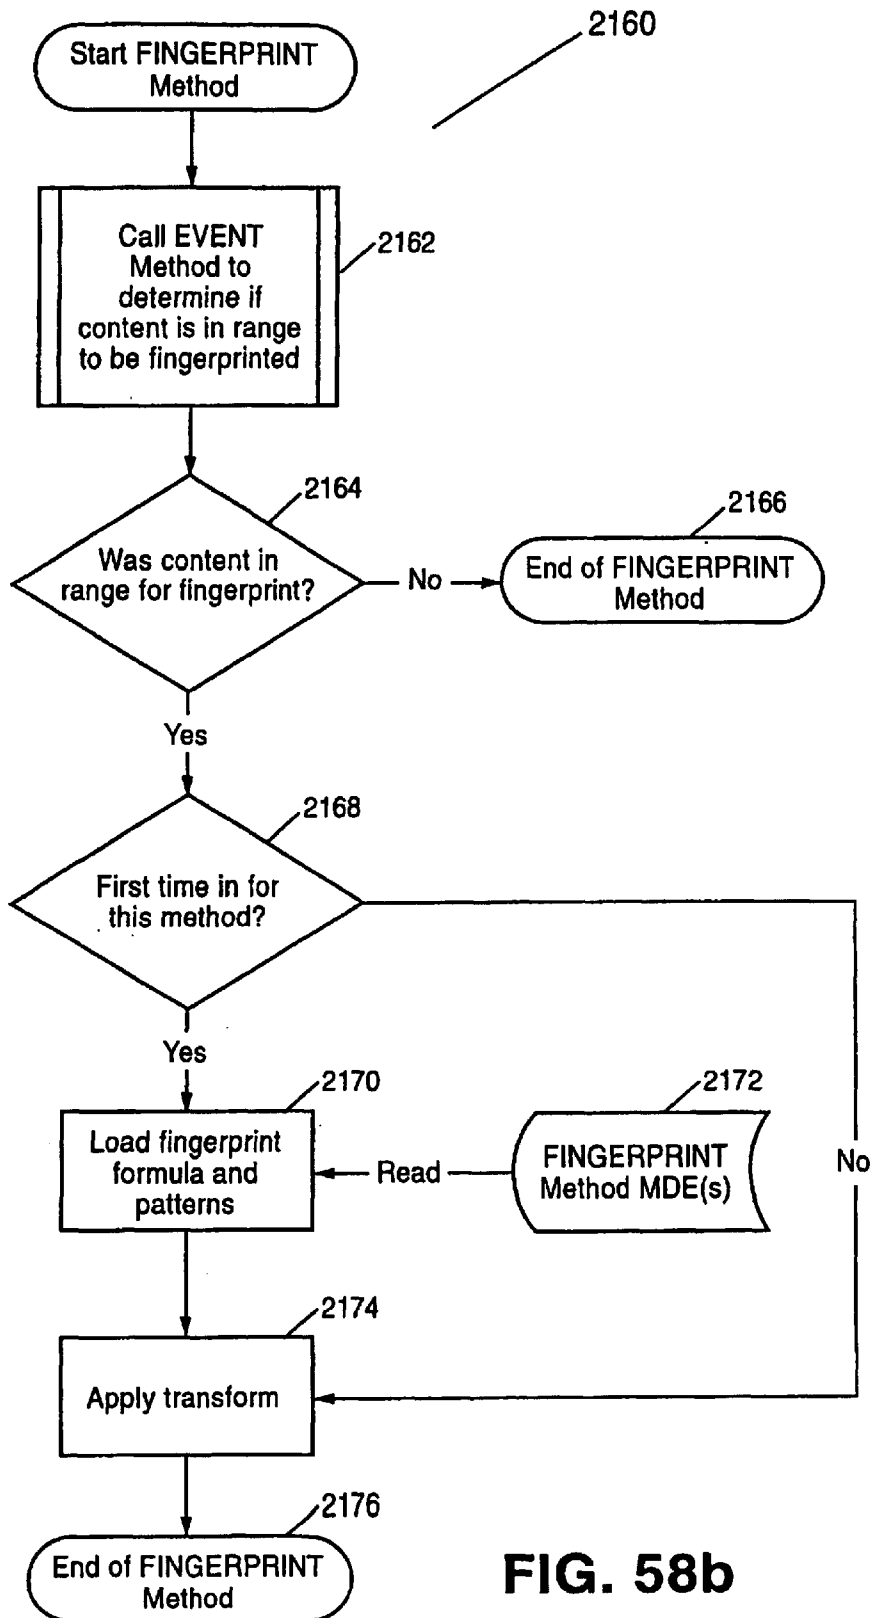 2160
Start FINGERPRINT
Method
Call EVENT
Method to
determine if
content is in range
to be fingerprinted
2162
2164
Was content in
range for fingerprint?
No
2166
End of FINGERPRINT
Method
Yes
2168
First time in for
this method?
Yes
No
2170
Load fingerprint
formula and
patterns
Read
2172
FINGERPRINT
Method MDE(s)
2174
Apply transform
2176
End of FINGERPRINT
Method
FIG. 58b